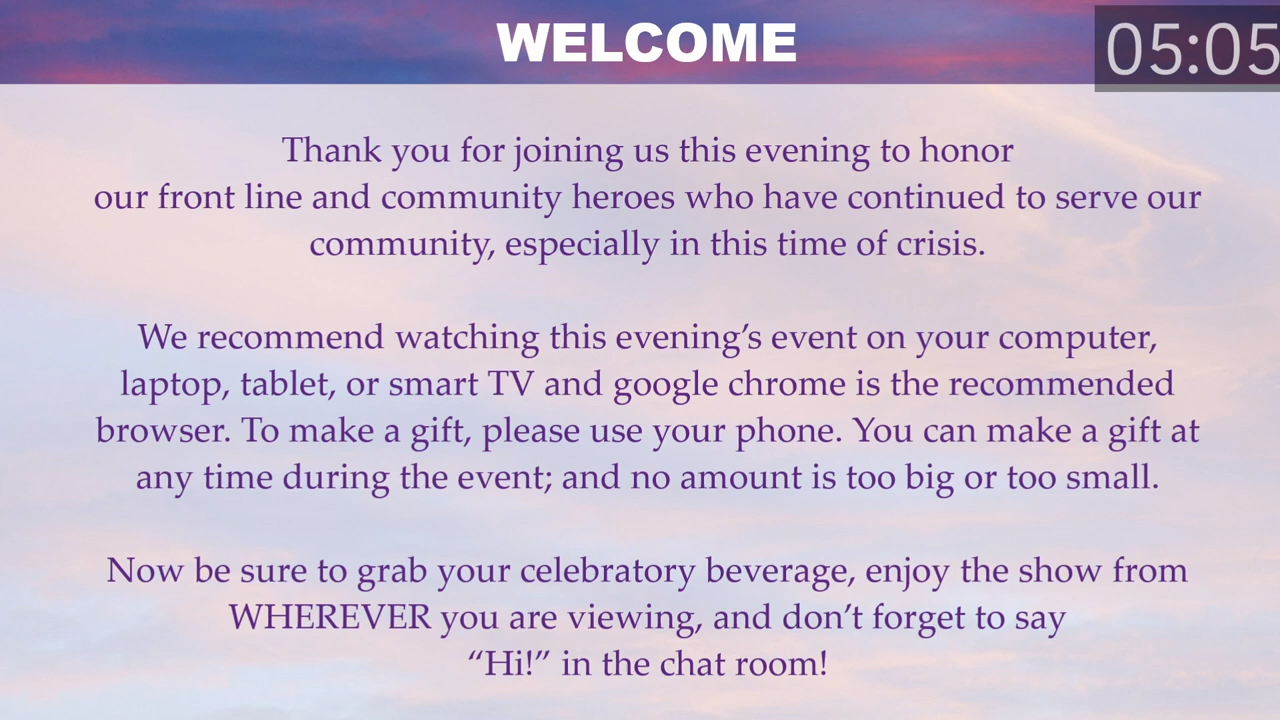 WELCOME
05:05
Thank you for joining us this evening to honor
our front line and community heroes who have continued to serve our
community, especially in this time of crisis.
We recommend watching this evening’s event on your computer,
laptop, tablet, or smart TV and google chrome is the recommended
browser. To make a gift, please use your phone. You can make a gift at
any time during the event; and no amount is too big or too small.
Now be sure to grab your celebratory beverage, enjoy the show from
WHEREVER you are viewing, and don’t forget to say
“Hi!” in the chat room!